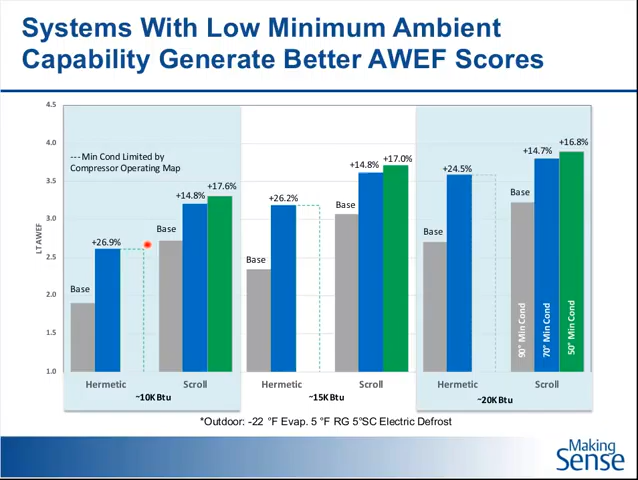 Systems With Low Minimum Ambient
Capability Generate Better AWEF Scores
4.5
4.0
3.5
3.0
2.5
2.0
1.5
1.0
LT AWEF
--- Min Cond Limited by
Compressor Operating Map
Base
+26.9%
Base
+14.8%
+17.6%
Base
+26.2%
Base
+14.8%
+17.0%
Base
+24.5%
Base
+14.7%
+16.8%
90° Min Cond
70° Min Cond
50° Min Cond
Hermetic
Scroll
Hermetic
Scroll
Hermetic
Scroll
~10K Btu
~15K Btu
~20K Btu
*Outdoor: -22 °F Evap. 5 °F RG 5°SC Electric Defrost
Making
Sense